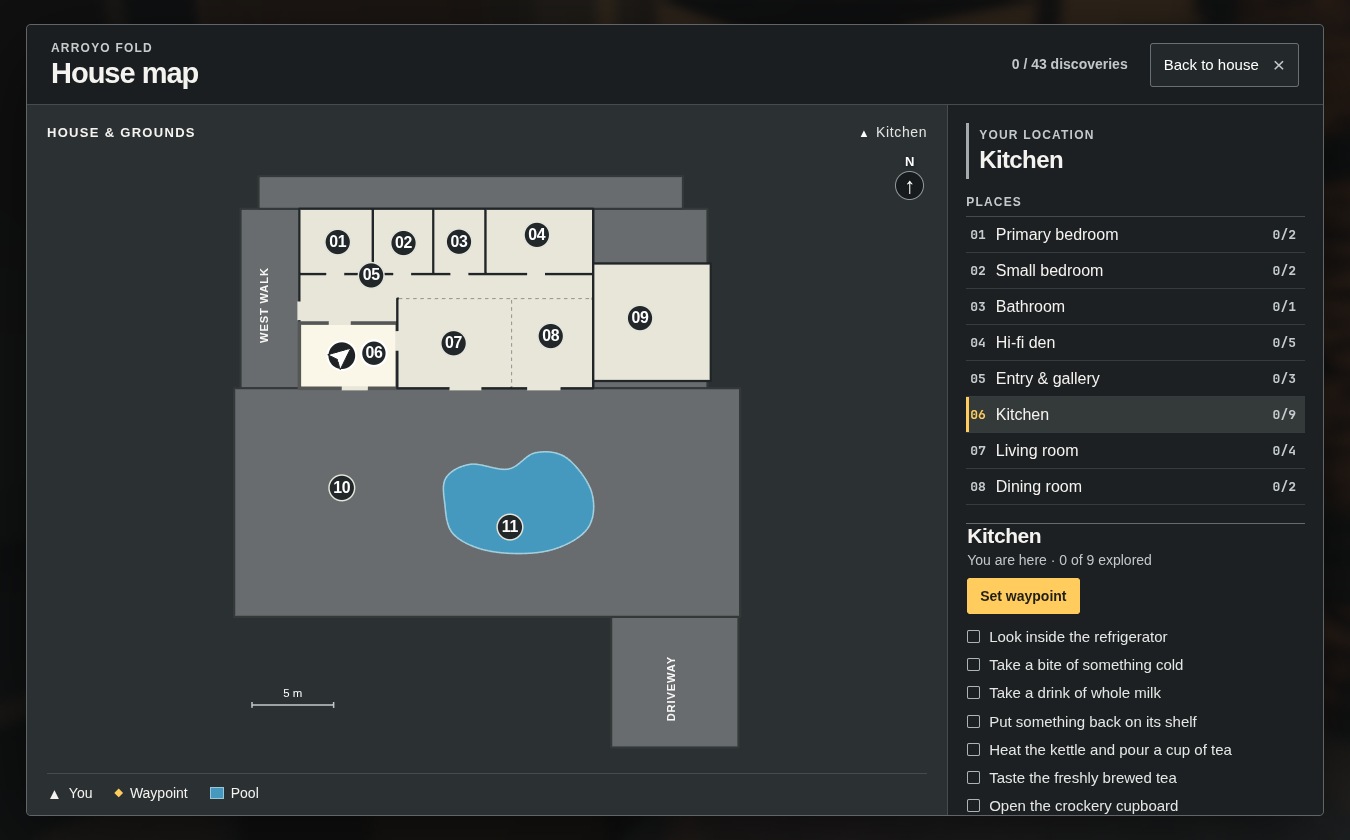 ARROYO FOLD
House map
0 / 43 discoveries
Back to house ×
HOUSE & GROUNDS
▲ Kitchen
N
↑
01
02
03
04
05
06
07
08
09
10
11
WEST WALK
DRIVEWAY
5 m
▲ You
◆ Waypoint
Pool
YOUR LOCATION
Kitchen
PLACES
01 Primary bedroom 0/2
02 Small bedroom 0/2
03 Bathroom 0/1
04 Hi-fi den 0/5
05 Entry & gallery 0/3
06 Kitchen 0/9
07 Living room 0/4
08 Dining room 0/2
Kitchen
You are here · 0 of 9 explored
Set waypoint
Look inside the refrigerator
Take a bite of something cold
Take a drink of whole milk
Put something back on its shelf
Heat the kettle and pour a cup of tea
Taste the freshly brewed tea
Open the crockery cupboard